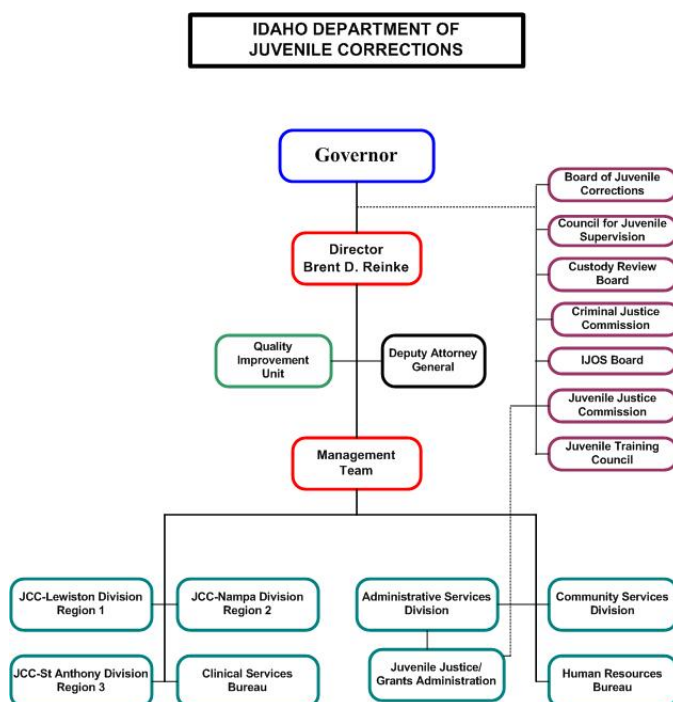 IDAHO DEPARTMENT OF
JUVENILE CORRECTIONS
Governor
Director
Brent D. Reinke
Quality
Improvement
Unit
Deputy Attorney
General
Management
Team
Board of Juvenile
Corrections
Council for Juvenile
Supervision
Custody Review
Board
Criminal Justice
Commission
IJOS Board
Juvenile Justice
Commission
Juvenile Training
Council
JCC-Lewiston Division
Region 1
JCC-Nampa Division
Region 2
Administrative Services
Division
Community Services
Division
JCC-St Anthony Division
Region 3
Clinical Services
Bureau
Juvenile Justice/
Grants Administration
Human Resources
Bureau